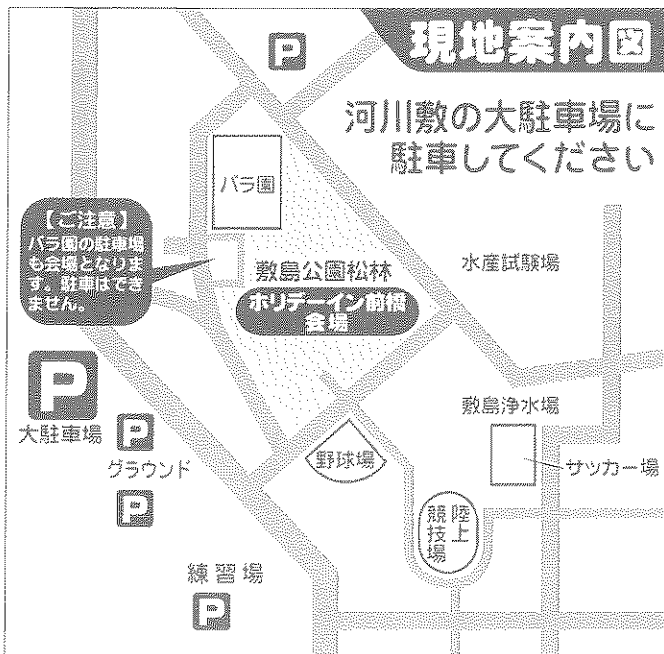 P
現地案内図
河川敷の大駐車場に
駐車してください
バラ園
【ご注意】
バラ園の駐車場
も会場となりま
す。駐車はでき
ません。
敷島公園松林
ホリデーイン前橋
会場
水産試験場
P
大駐車場
P
グラウンド
P
敷島浄水場
野球場
サッカー場
陸上
競技場
練習場
P